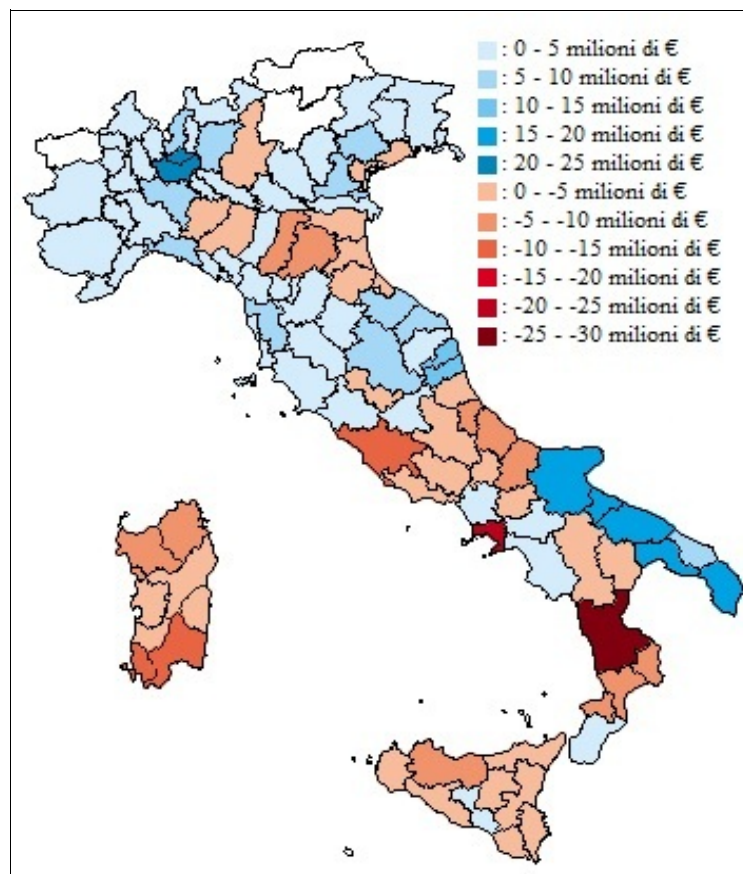 : 0 - 5 milioni di €
: 5 - 10 milioni di €
: 10 - 15 milioni di €
: 15 - 20 milioni di €
: 20 - 25 milioni di €
: 0 - -5 milioni di €
: -5 - -10 milioni di €
: -10 - -15 milioni di €
: -15 - -20 milioni di €
: -20 - -25 milioni di €
: -25 - -30 milioni di €